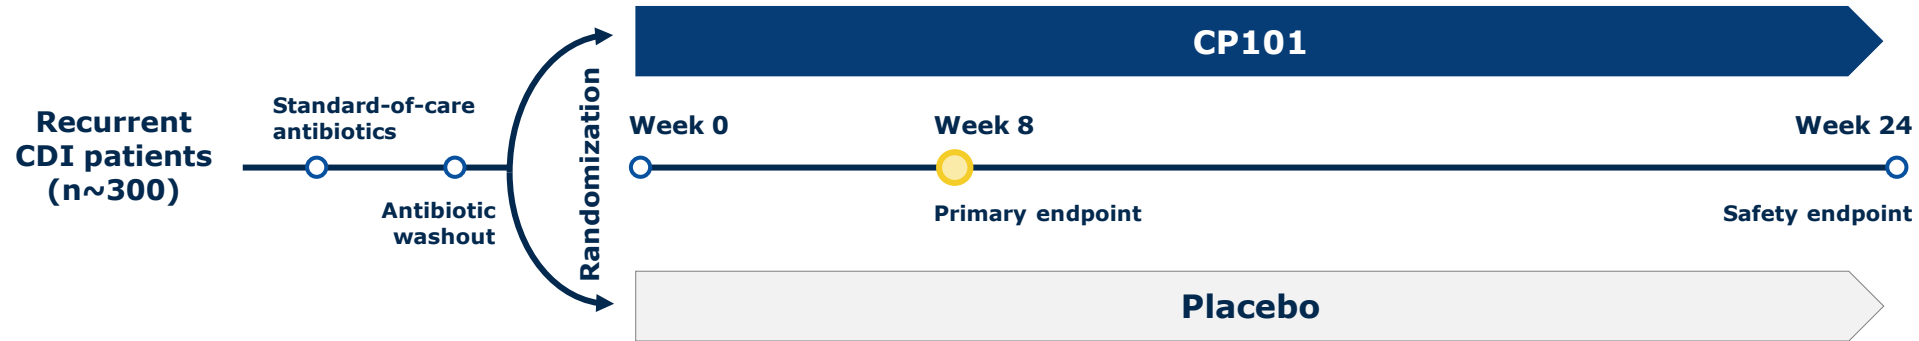 Recurrent
CDI patients
(n~300)
Standard-of-care
antibiotics
Antibiotic
washout
Randomization
CP101
Week 0
Week 8
Week 24
Primary endpoint
Safety endpoint
Placebo